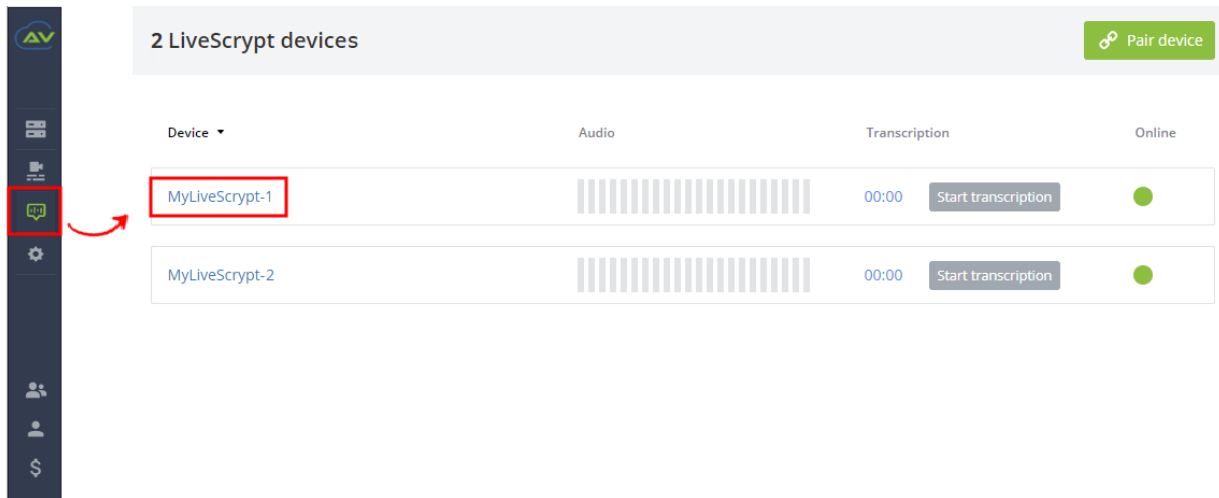 AV
2 LiveScrypt devices
Pair device
Device Audio Transcription Online
MyLiveScrypt-1 00:00 Start transcription
MyLiveScrypt-2 00:00 Start transcription
$